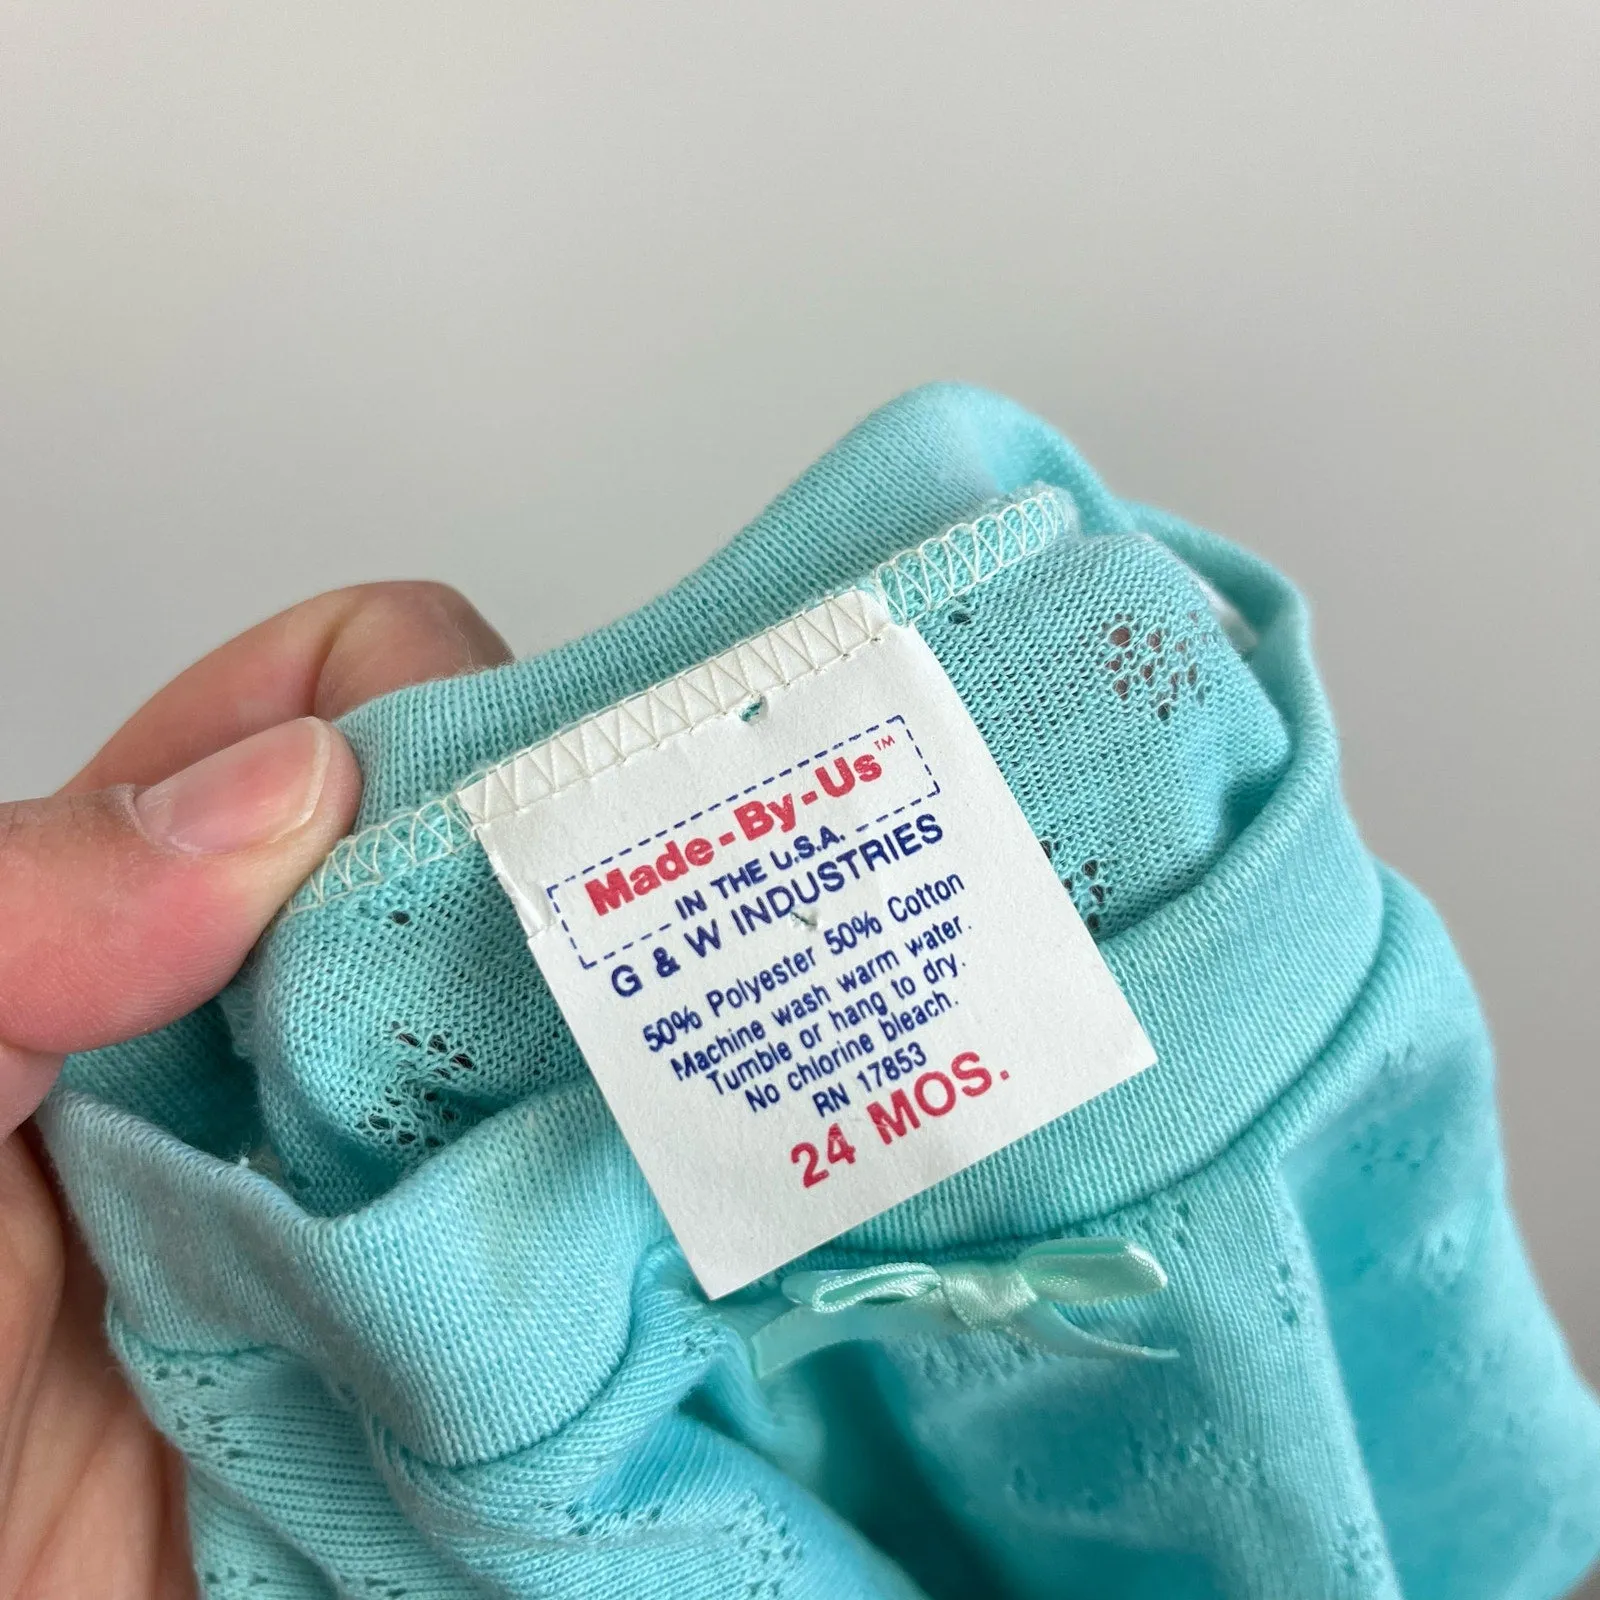 Made-By-Us™
IN THE U.S.A.
G & W INDUSTRIES
50% Polyester 50% Cotton
Machine wash warm water.
Tumble or hang to dry.
No chlorine bleach.
RN 17853
24 MOS.